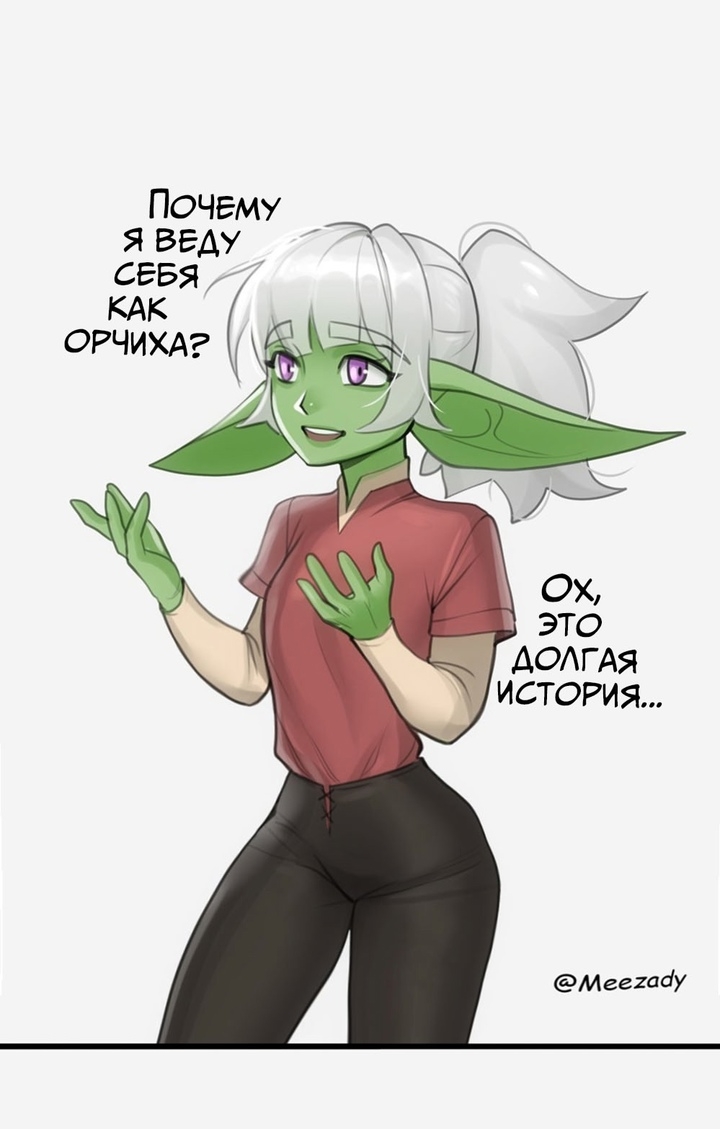 Почему
я веду
себя
как
орчиха?
Ох,
это
долгая
история...
@Meezady